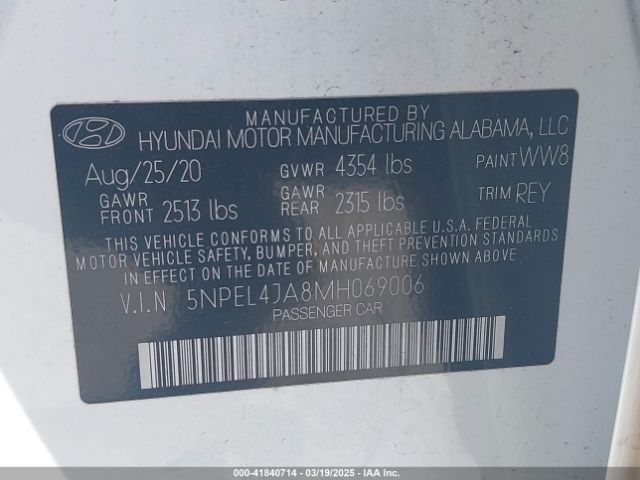 MANUFACTURED BY
HYUNDAI MOTOR MANUFACTURING ALABAMA, LLC
Aug/25/20 GVWR 4354 lbs PAINT WW8
GAWR FRONT 2513 lbs GAWR REAR 2315 lbs TRIM REY
THIS VEHICLE CONFORMS TO ALL APPLICABLE U.S.A. FEDERAL
MOTOR VEHICLE SAFETY, BUMPER, AND THEFT PREVENTION STANDARDS
IN EFFECT ON THE DATE OF MANUFACTURE SHOWN ABOVE.
V.I.N 5NPEL4JA8MH069006
PASSENGER CAR
000-41840714 — 03/19/2025 — IAA Inc.